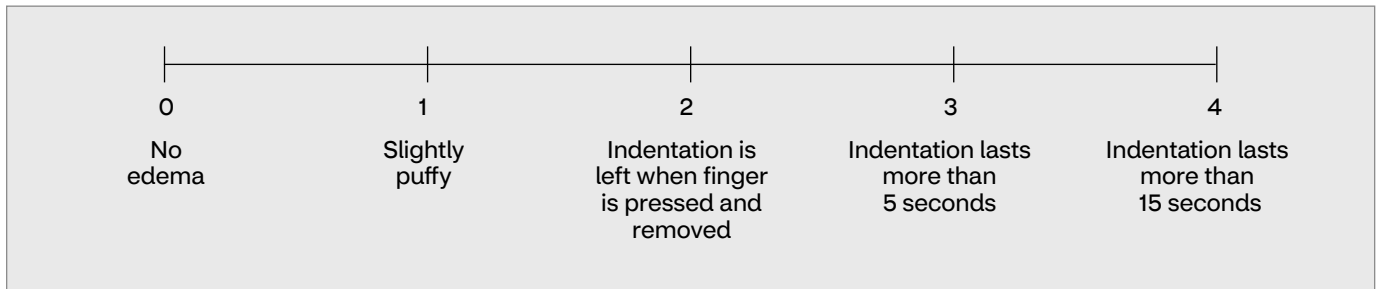 0
No
edema
1
Slightly
puffy
2
Indentation is
left when finger
is pressed and
removed
3
Indentation lasts
more than
5 seconds
4
Indentation lasts
more than
15 seconds